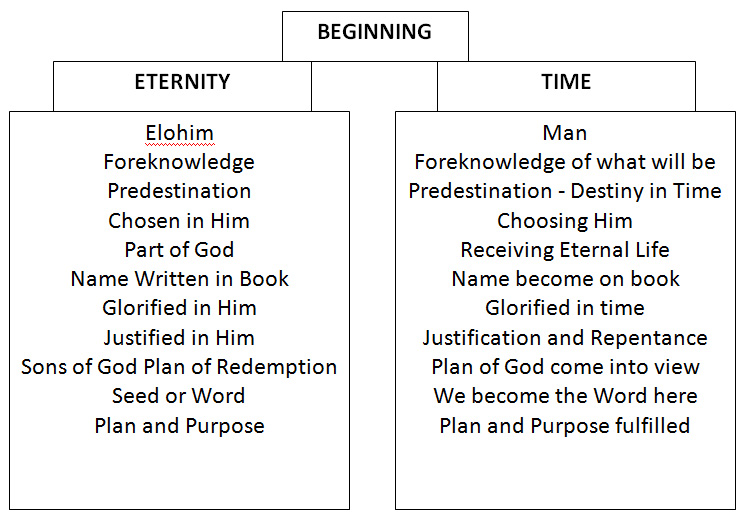 BEGINNING
ETERNITY
Elohim
Foreknowledge
Predestination
Chosen in Him
Part of God
Name Written in Book
Glorified in Him
Justified in Him
Sons of God Plan of Redemption
Seed or Word
Plan and Purpose
TIME
Man
Foreknowledge of what will be
Predestination - Destiny in Time
Choosing Him
Receiving Eternal Life
Name become on book
Glorified in time
Justification and Repentance
Plan of God come into view
We become the Word here
Plan and Purpose fulfilled